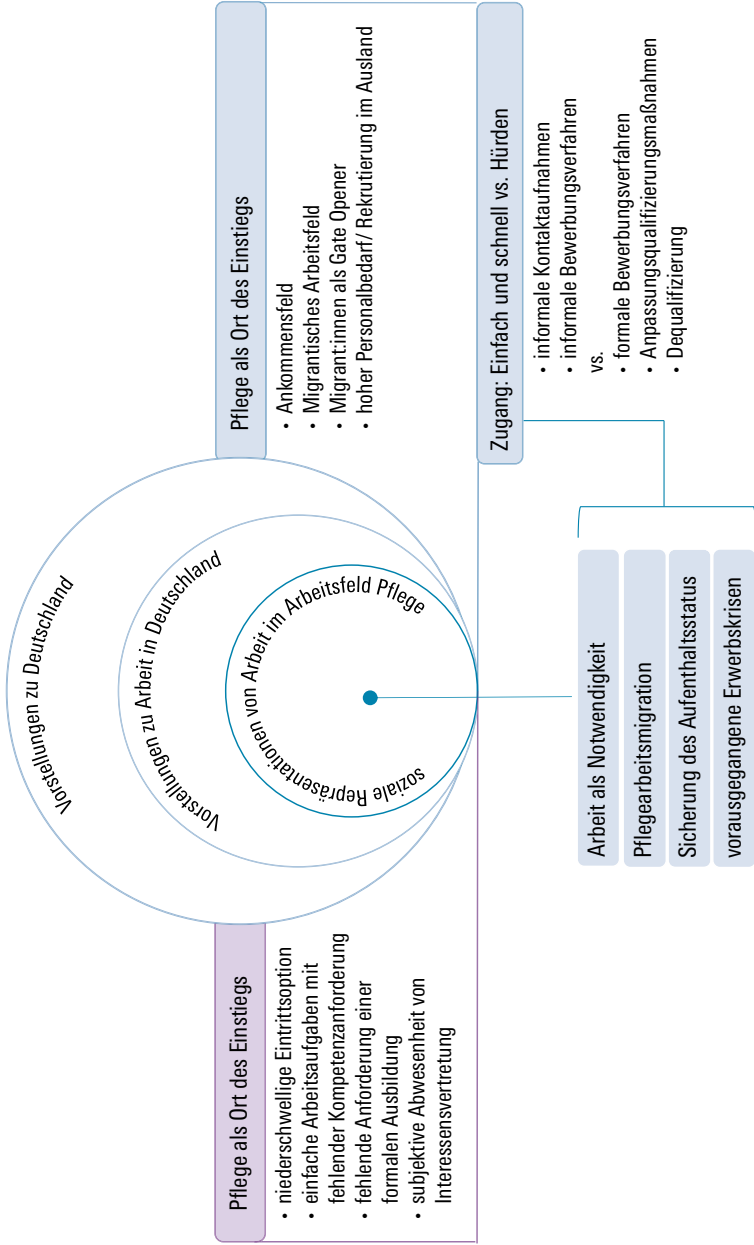 Vorstellungen zu Deutschland
Vorstellungen zu Arbeit in Deutschland
soziale Repräsentationen von Arbeit im Arbeitsfeld Pflege
Pflege als Ort des Einstiegs
• niederschwellige Eintrittsoption
• einfache Arbeitsaufgaben mit
fehlender Kompetenzanforderung
• fehlende Anforderung einer
formalen Ausbildung
• subjektive Abwesenheit von
Interessensvertretung
Pflege als Ort des Einstiegs
• Ankommensfeld
• Migrantisches Arbeitsfeld
• Migrant:innen als Gate Opener
• hoher Personalbedarf/ Rekrutierung im Ausland
Zugang: Einfach und schnell vs. Hürden
• informale Kontaktaufnahmen
• informale Bewerbungsverfahren
vs.
• formale Bewerbungsverfahren
• Anpassungsqualifizierungsmaßnahmen
• Dequalifizierung
Arbeit als Notwendigkeit
Pflegearbeitsmigration
Sicherung des Aufenthaltsstatus
vorausgegangene Erwerbskrisen